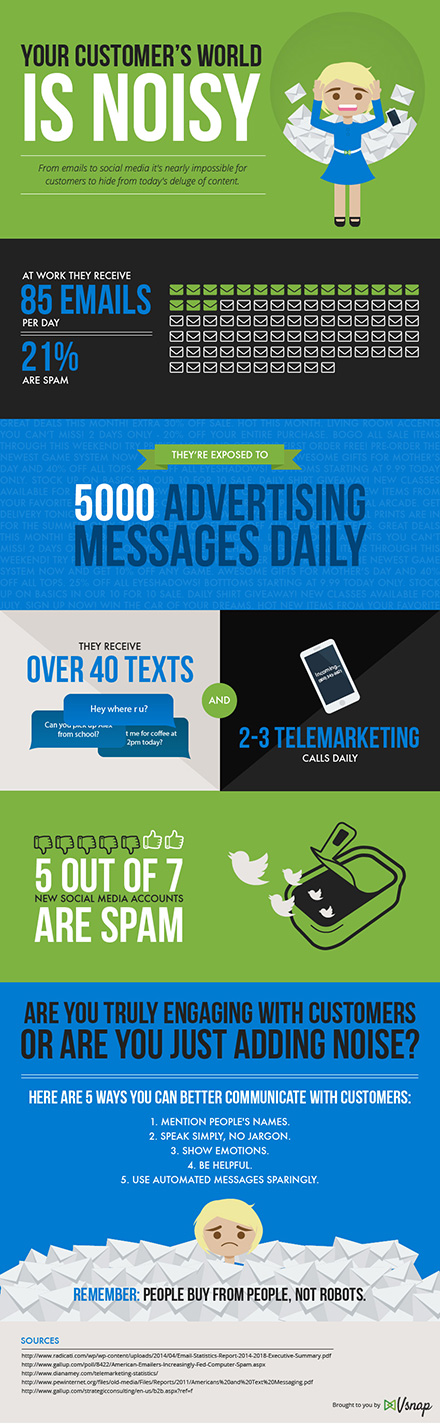 YOUR CUSTOMER'S WORLD
IS NOISY
From emails to social media it's nearly impossible for
customers to hide from today's deluge of content.
AT WORK THEY RECEIVE
85 EMAILS
PER DAY
21%
ARE SPAM
THEY'RE EXPOSED TO
5000 ADVERTISING
MESSAGES DAILY
THEY RECEIVE
OVER 40 TEXTS
Hey where r u?
Can you pick up Alex
from school?
t me for coffee at
2pm today?
AND
Incoming...
2-3 TELEMARKETING
CALLS DAILY
5 OUT OF 7
NEW SOCIAL MEDIA ACCOUNTS
ARE SPAM
ARE YOU TRULY ENGAGING WITH CUSTOMERS
OR ARE YOU JUST ADDING NOISE?
HERE ARE 5 WAYS YOU CAN BETTER COMMUNICATE WITH CUSTOMERS:
1. MENTION PEOPLE'S NAMES.
2. SPEAK SIMPLY, NO JARGON.
3. SHOW EMOTIONS.
4. BE HELPFUL.
5. USE AUTOMATED MESSAGES SPARINGLY.
REMEMBER: PEOPLE BUY FROM PEOPLE, NOT ROBOTS.
SOURCES
http://www.radicati.com/wp/wp-content/uploads/2014/04/Email-Statistics-Report-2014-2018-Executive-Summary.pdf
http://www.gallup.com/poll/8422/American-Emailers-Increasingly-Fed-Computer-Spam.aspx
http://www.dianamey.com/telemarketing-statistics/
http://www.pewinternet.org/files/old-media/Files/Reports/2011/Americans%20and%20Text%20Messaging.pdf
http://www.gallup.com/strategicconsulting/en-us/b2b.aspx?ref=f
Brought to you by Vsnap